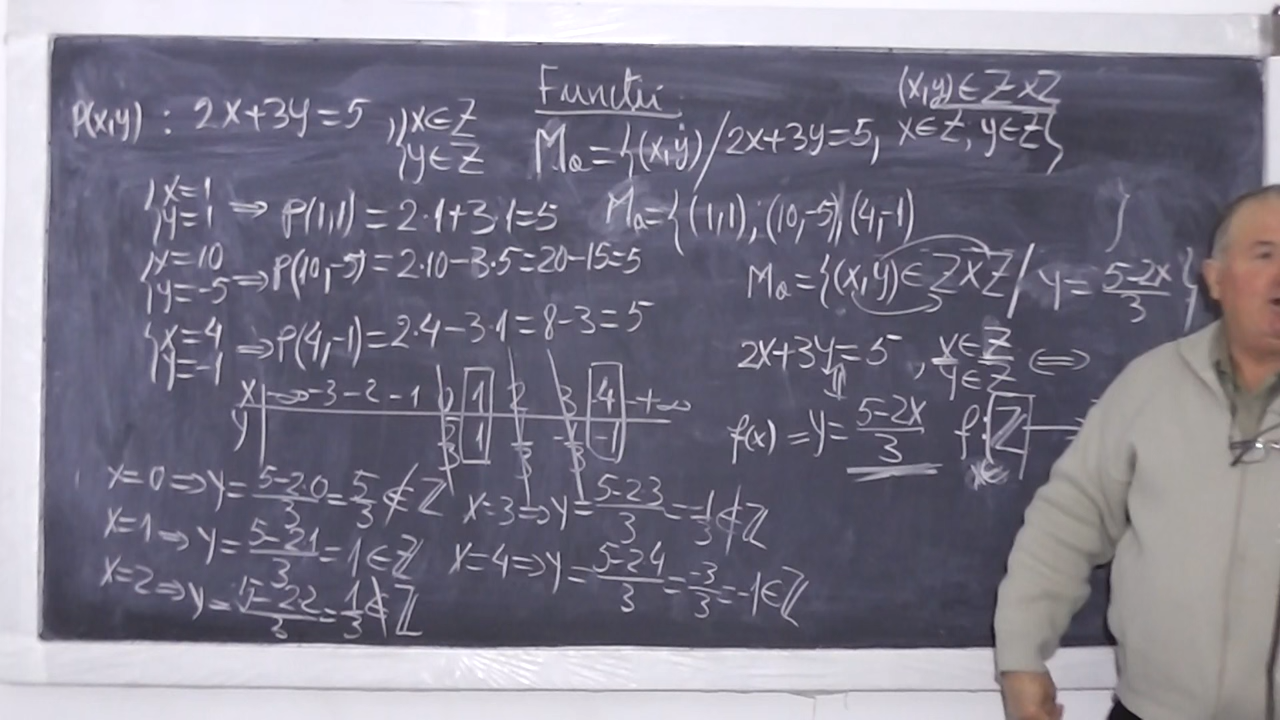 Funcții
P(x,y) : 2x+3y=5 , { x∈Z
{ y∈Z
(x,y)∈Z×Z
Ma={(x,y)/2x+3y=5, x∈Z; y∈Z}
{ x=1
{ y=1 ⇒ P(1,1)=2·1+3·1=5
Ma={(1,1),(10,-5),(4,-1) }
{ x=10
{ y=-5 ⇒ P(10,-5)=2·10-3·5=20-15=5
Ma={(x,y)∈Z×Z/ y=5-2x/3}
{ x=4
{ y=-1 ⇒ P(4,-1)=2·4-3·1=8-3=5
2x+3y=5 , x∈Z
y∈Z ⇔
x | -∞ -3 -2 -1 0 1 2 3 4 +∞
y | 5/3 1 1/3 -1/3 -1
f(x)=y=5-2x/3 f:Z→
x=0⇒y=5-2·0/3=5/3∉Z
x=3⇒y=5-2·3/3=-1/3∉Z
x=1⇒y=5-2·1/3=1∈Z
x=4⇒y=5-2·4/3=-3/3=-1∈Z
x=2⇒y=5-2·2/3=1/3∉Z